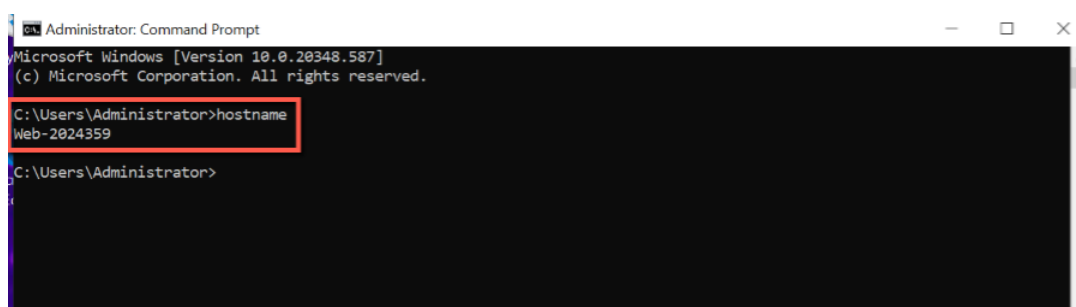 Administrator: Command Prompt
Microsoft Windows [Version 10.0.20348.587]
(c) Microsoft Corporation. All rights reserved.
C:\Users\Administrator>hostname
Web-2024359
C:\Users\Administrator>